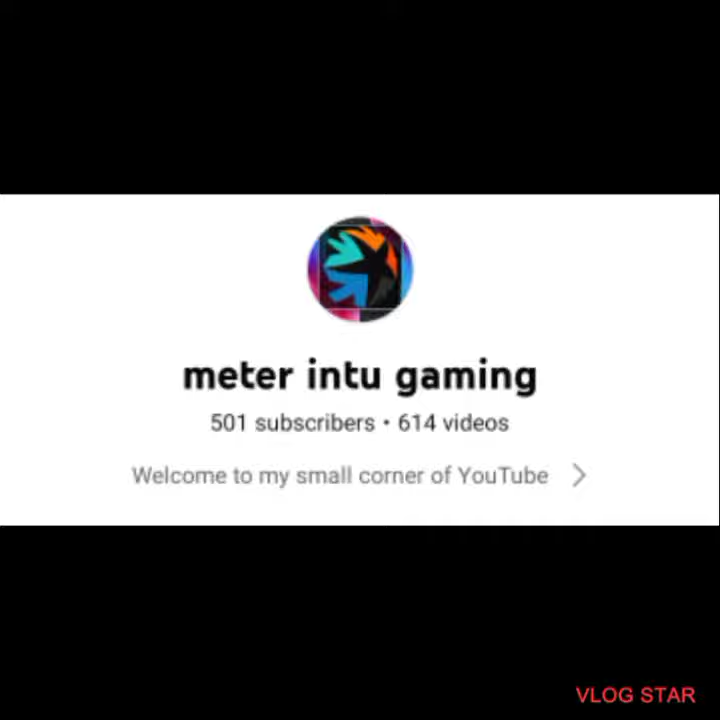 meter intu gaming
501 subscribers • 614 videos
Welcome to my small corner of YouTube
VLOG STAR